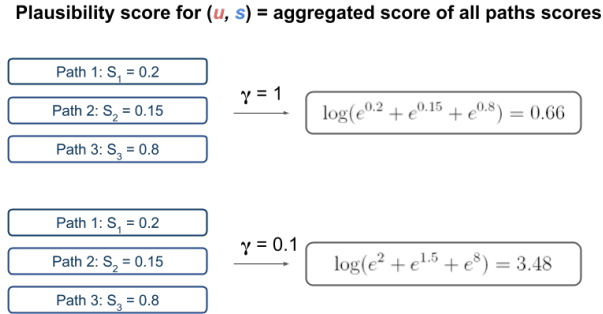 Plausibility score for (u, s) = aggregated score of all paths scores
Path 1: S₁ = 0.2
Path 2: S₂ = 0.15
Path 3: S₃ = 0.8
γ = 1
log(e^0.2 + e^0.15 + e^0.8) = 0.66
Path 1: S₁ = 0.2
Path 2: S₂ = 0.15
Path 3: S₃ = 0.8
γ = 0.1
log(e^2 + e^1.5 + e^8) = 3.48